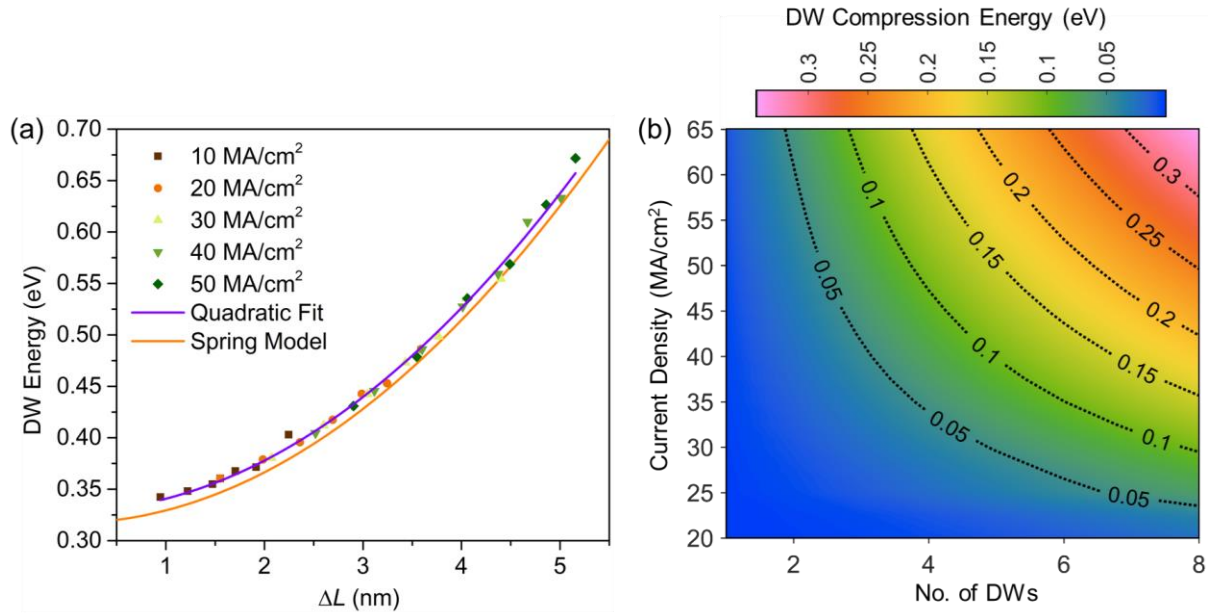 (a)
DW Energy (eV)
0.70
0.65
0.60
0.55
0.50
0.45
0.40
0.35
0.30
10 MA/cm²
20 MA/cm²
30 MA/cm²
40 MA/cm²
50 MA/cm²
Quadratic Fit
Spring Model
1 2 3 4 5
ΔL (nm)
DW Compression Energy (eV)
0.3 0.25 0.2 0.15 0.1 0.05
(b)
Current Density (MA/cm²)
65
60
55
50
45
40
35
30
25
20
0.3
0.25
0.2
0.2
0.15
0.15
0.1
0.1
0.05
0.05
0.05
2 4 6 8
No. of DWs